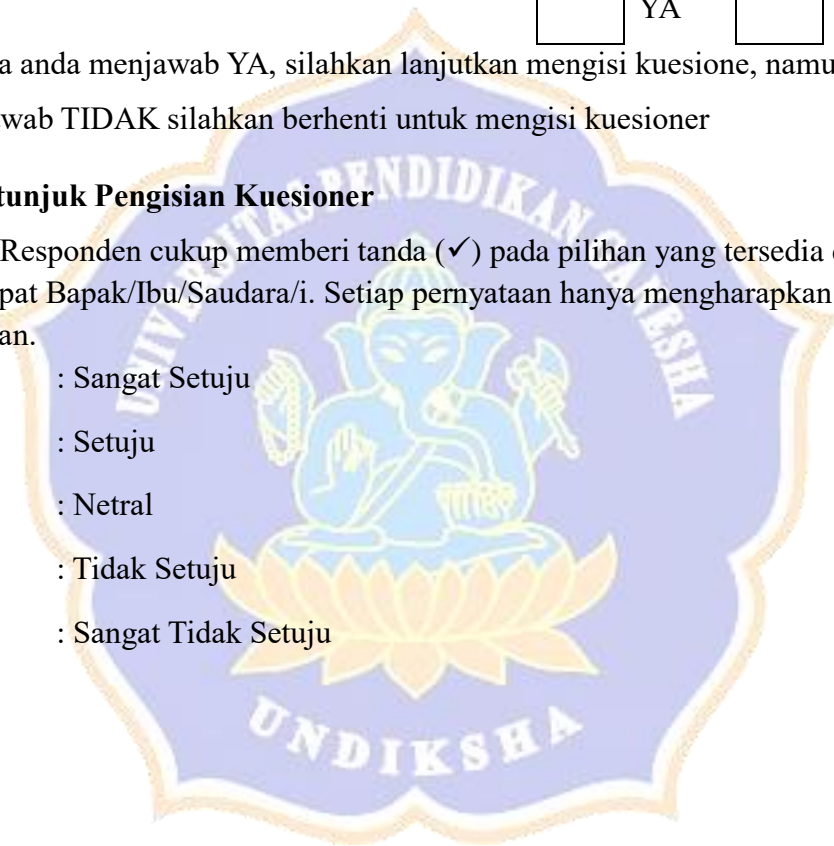 YA
a anda menjawab YA, silahkan lanjutkan mengisi kuesione, namu
wab TIDAK silahkan berhenti untuk mengisi kuesioner
tunjuk Pengisian Kuesioner
Responden cukup memberi tanda (✓) pada pilihan yang tersedia
pat Bapak/Ibu/Saudara/i. Setiap pernyataan hanya mengharapkan
an.
: Sangat Setuju
: Setuju
: Netral
: Tidak Setuju
: Sangat Tidak Setuju
UNIVERSITAS PENDIDIKAN GANESHA
UNDIKSHA